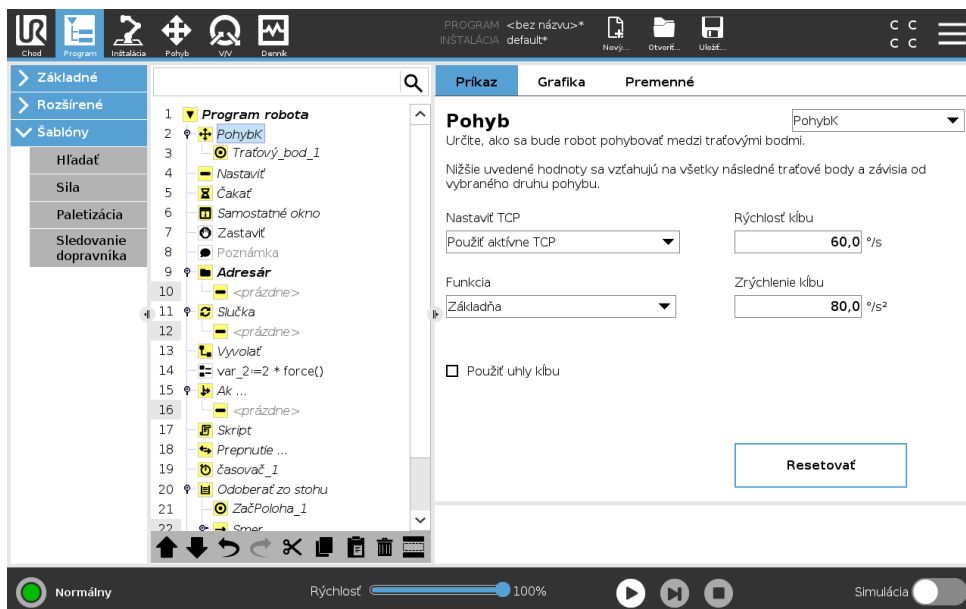 UR
PROGRAM <bez názvu>*
INŠTALÁCIA default*
Chod
Program
Inštalácia
Pohyb
V/V
Denník
Nový...
Otvoriť...
Uložiť...
C C
C C
Základné
Rozšírené
Šablóny
Hľadať
Sila
Paletizácia
Sledovanie
dopravníka
1 Program robota
2 PohybK
3 Traťový_bod_1
4 Nastaviť
5 Čakať
6 Samostatné okno
7 Zastaviť
8 Poznámka
9 Adresár
10 <prázdne>
11 Slučka
12 <prázdne>
13 Vyvolať
14 var_2:=2 * force()
15 Ak ...
16 <prázdne>
17 Skript
18 Prepnutie ...
19 časovač_1
20 Odoberať zo stohu
21 ZačPoloha_1
22 Smer
Príkaz
Grafika
Premenné
Pohyb
PohybK
Určite, ako sa bude robot pohybovať medzi traťovými bodmi.
Nižšie uvedené hodnoty sa vzťahujú na všetky následné traťové body a závisia od
vybraného druhu pohybu.
Nastaviť TCP
Rýchlosť kĺbu
Použiť aktívne TCP
60,0 °/s
Funkcia
Zrýchlenie kĺbu
Základňa
80,0 °/s²
Použiť uhly kĺbu
Resetovať
Normálny
Rýchlosť
100%
Simulácia